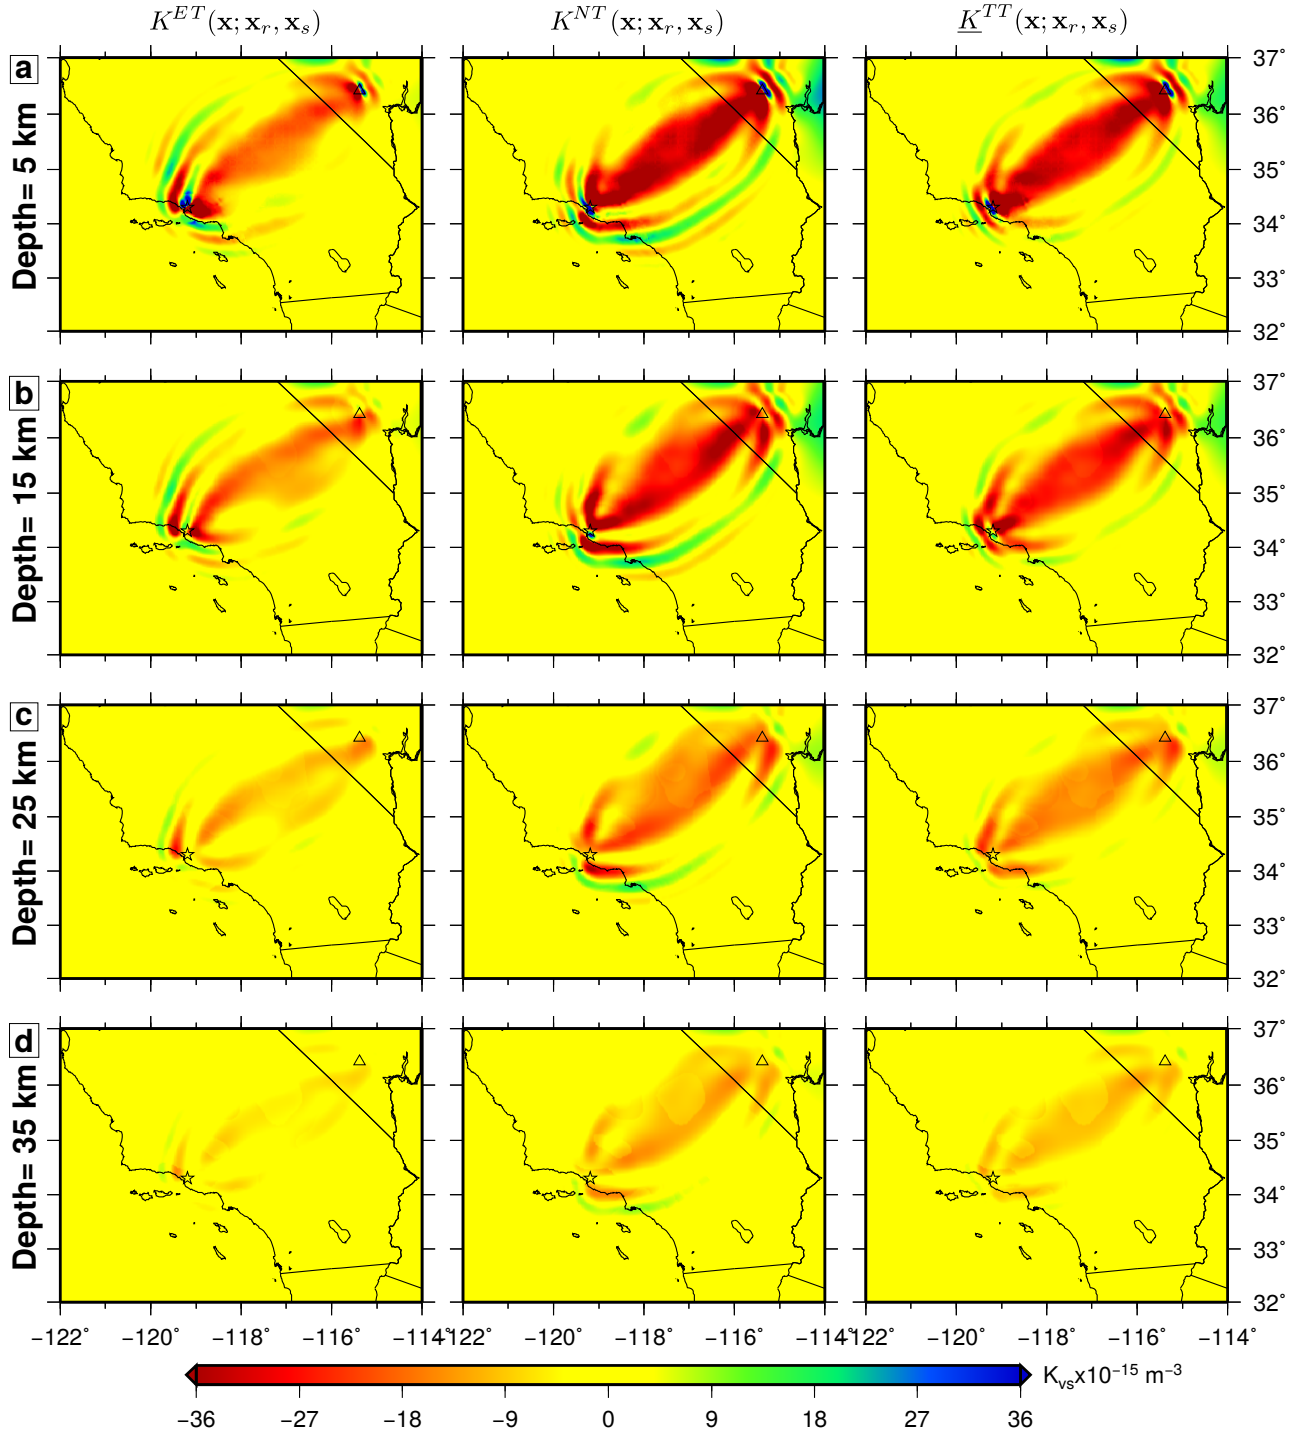 K^{ET}(x; x_r, x_s) K^{NT}(x; x_r, x_s) \underline{K}^{TT}(x; x_r, x_s)
a
Depth= 5 km
37°
36°
35°
34°
33°
32°
b
Depth= 15 km
37°
36°
35°
34°
33°
32°
c
Depth= 25 km
37°
36°
35°
34°
33°
32°
d
Depth= 35 km
37°
36°
35°
34°
33°
32°
−122° −120° −118° −116° −114° −122° −120° −118° −116° −114° −122° −120° −118° −116° −114°
K_{vs}x10^{−15} m^{−3}
−36 −27 −18 −9 0 9 18 27 36